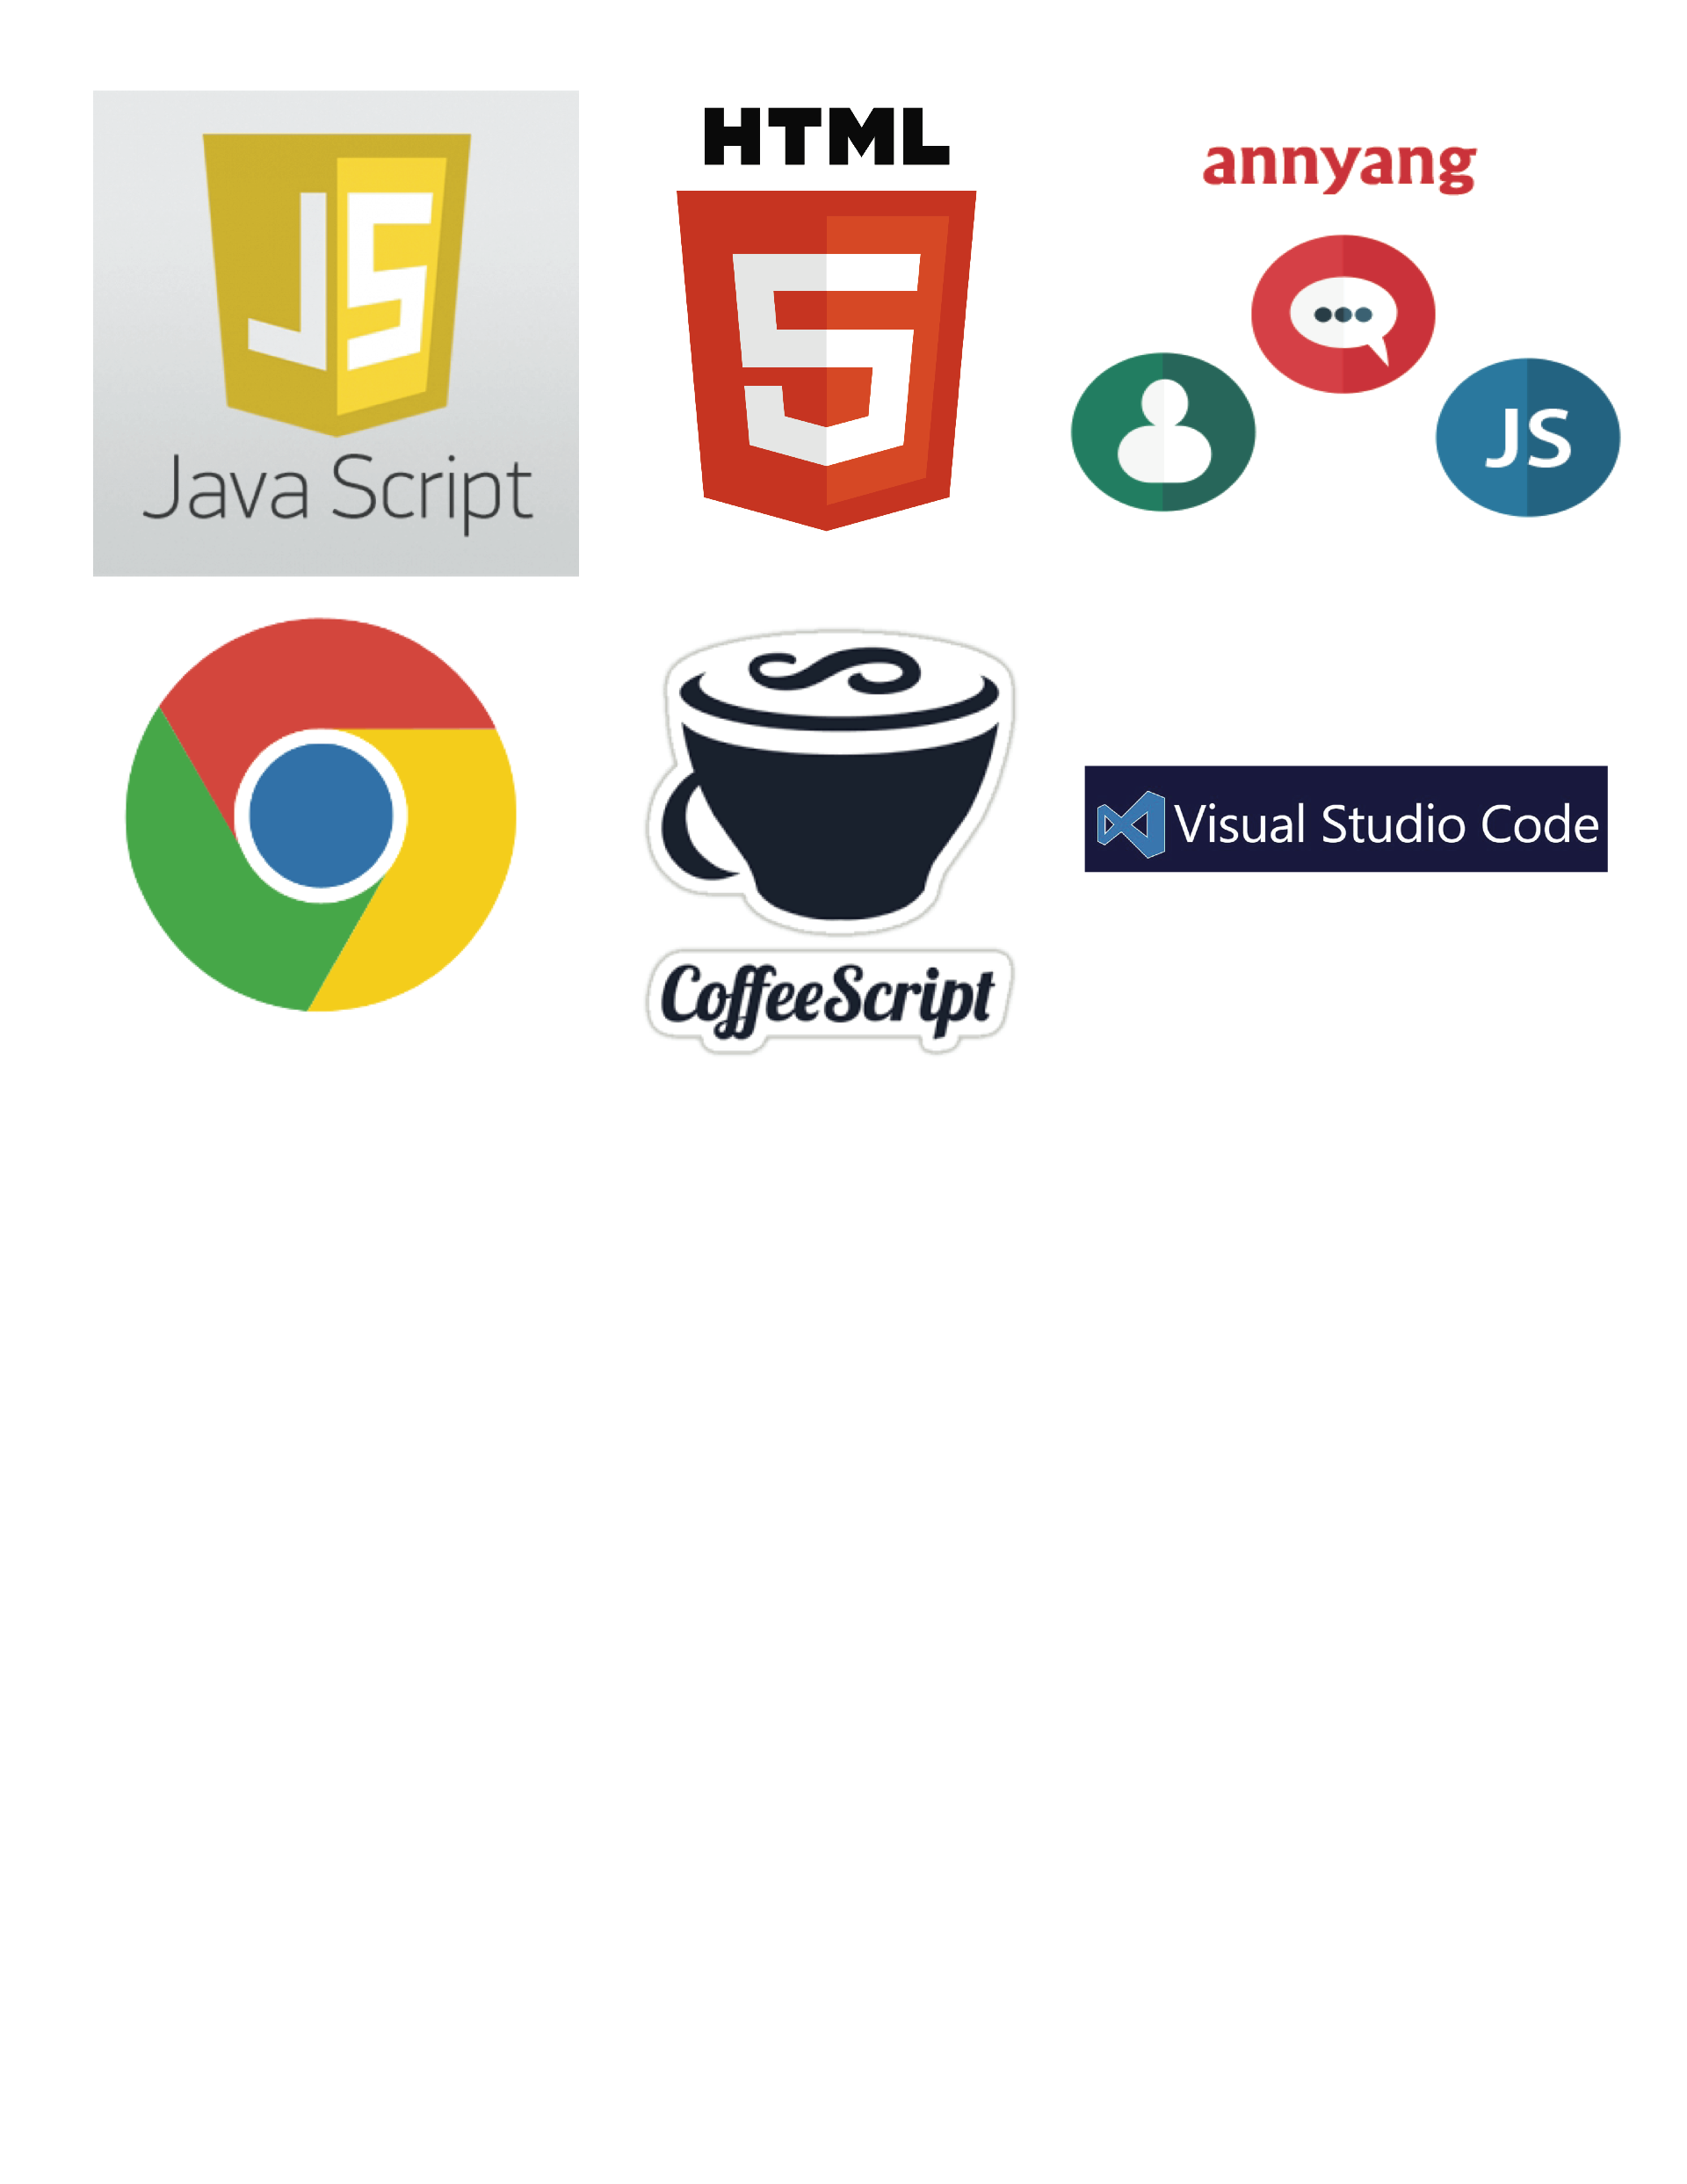 JS
Java Script
HTML
5
annyang
JS
CoffeeScript
Visual Studio Code